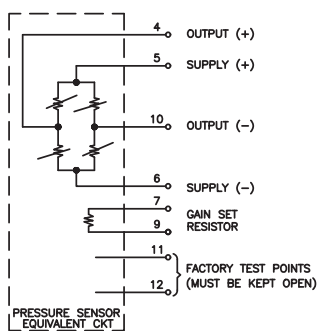 4 OUTPUT (+)
5 SUPPLY (+)
10 OUTPUT (-)
6 SUPPLY (-)
7 GAIN SET
9 RESISTOR
11 FACTORY TEST POINTS
12 (MUST BE KEPT OPEN)
PRESSURE SENSOR
EQUIVALENT CKT